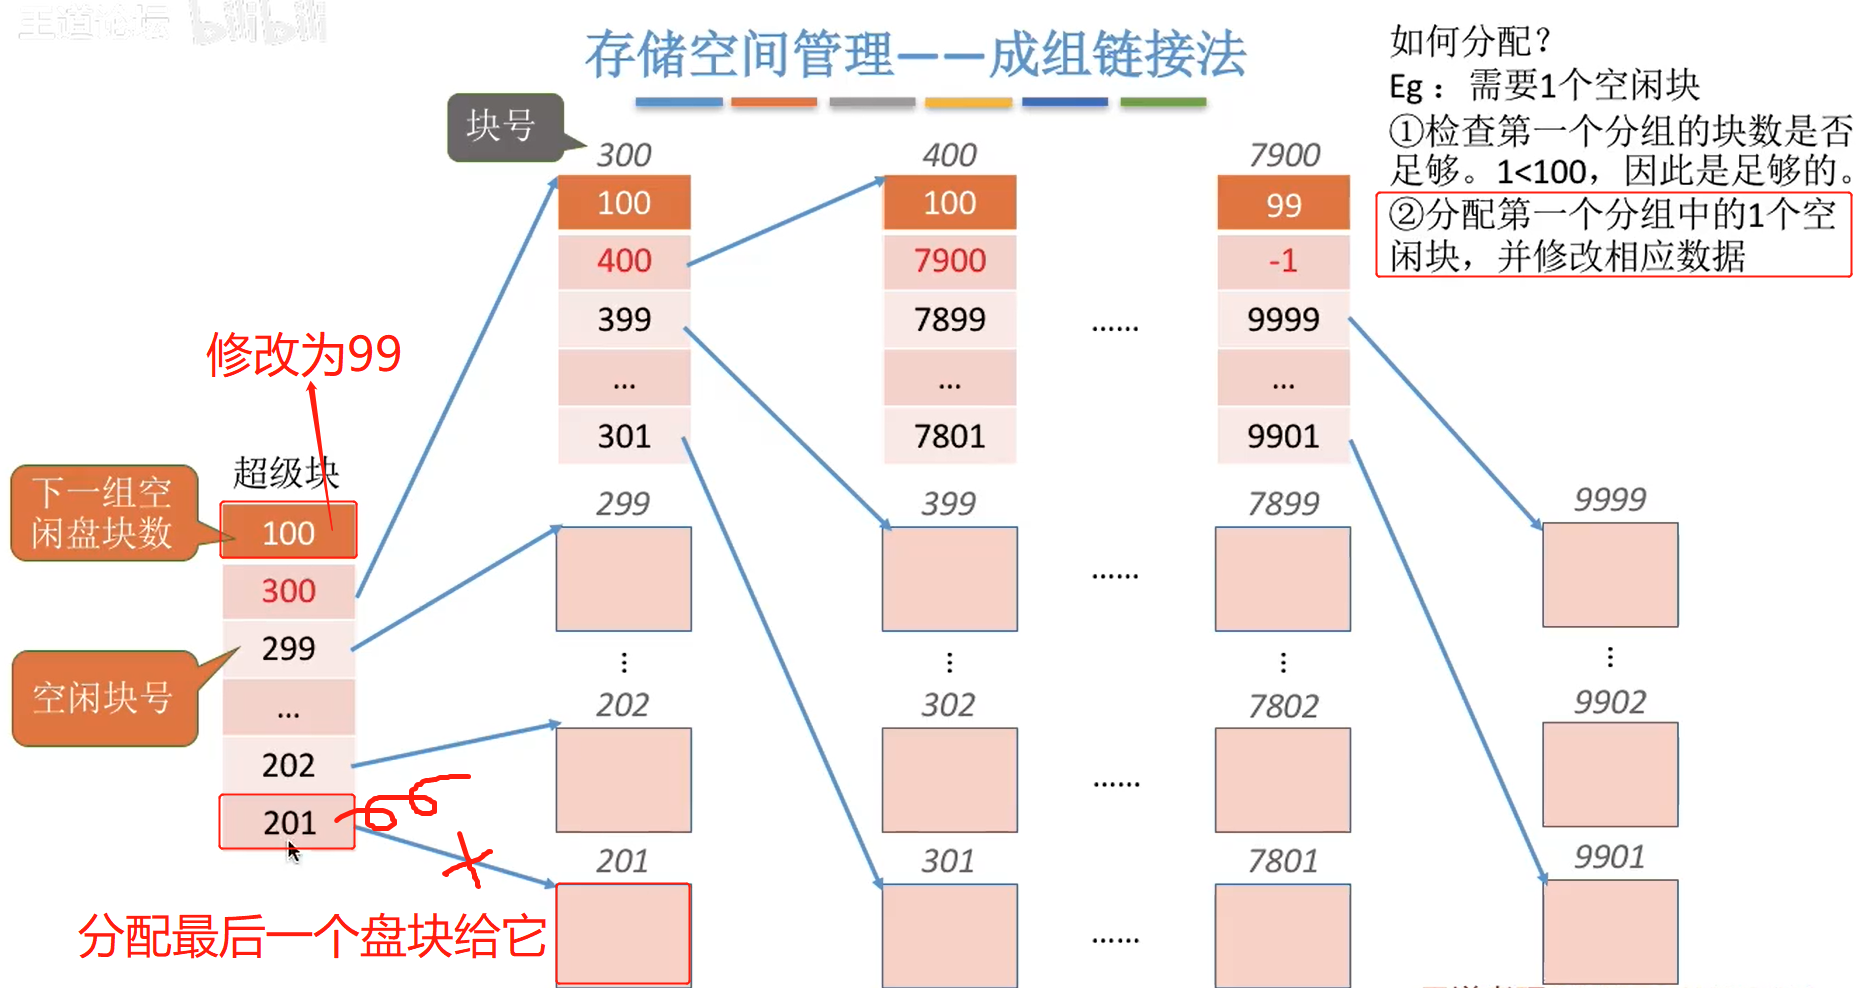 王道论坛 bilibili
存储空间管理——成组链接法
如何分配？
Eg：需要1个空闲块
①检查第一个分组的块数是否
足够。1<100，因此是足够的。
②分配第一个分组中的1个空
闲块，并修改相应数据
块号
300
400
7900
100
100
99
400
7900
-1
399
7899
......
9999
...
...
...
301
7801
9901
修改为99
超级块
下一组空
闲盘块数
100
300
299
空闲块号
...
202
201
299
399
7899
9999
......
⋮
⋮
⋮
⋮
202
302
7802
9902
......
201
301
7801
9901
......
分配最后一个盘块给它